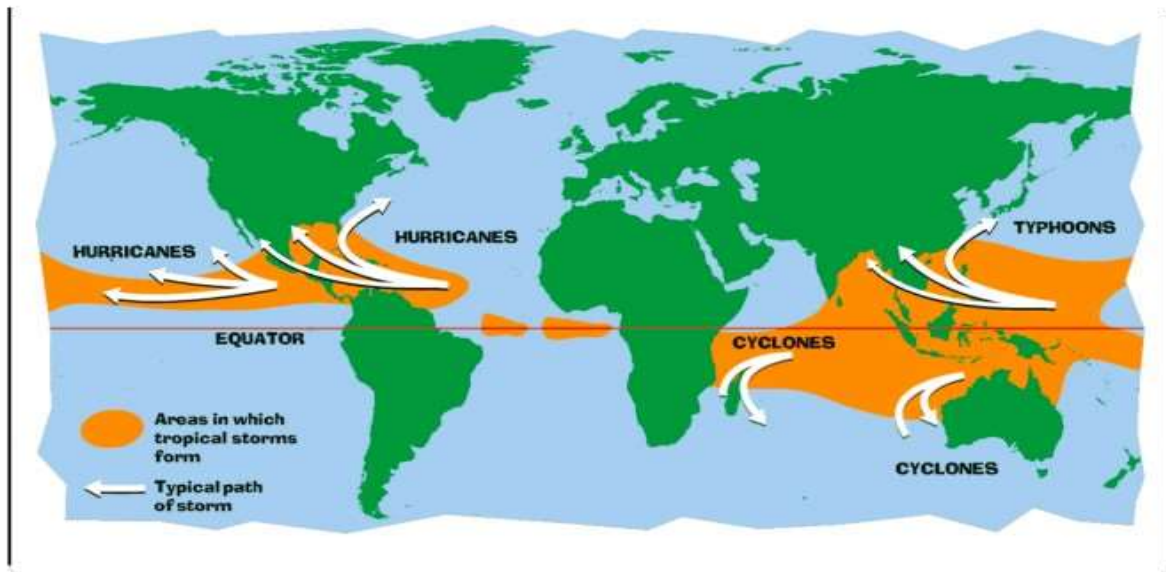 HURRICANES
HURRICANES
TYPHOONS
EQUATOR
CYCLONES
CYCLONES
Areas in which
tropical storms
form
Typical path
of storm